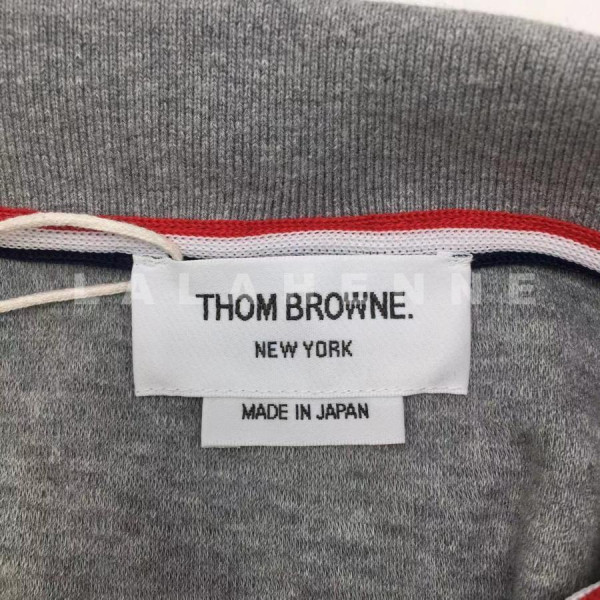 LALAHENNE
THOM BROWNE.
NEW YORK
MADE IN JAPAN